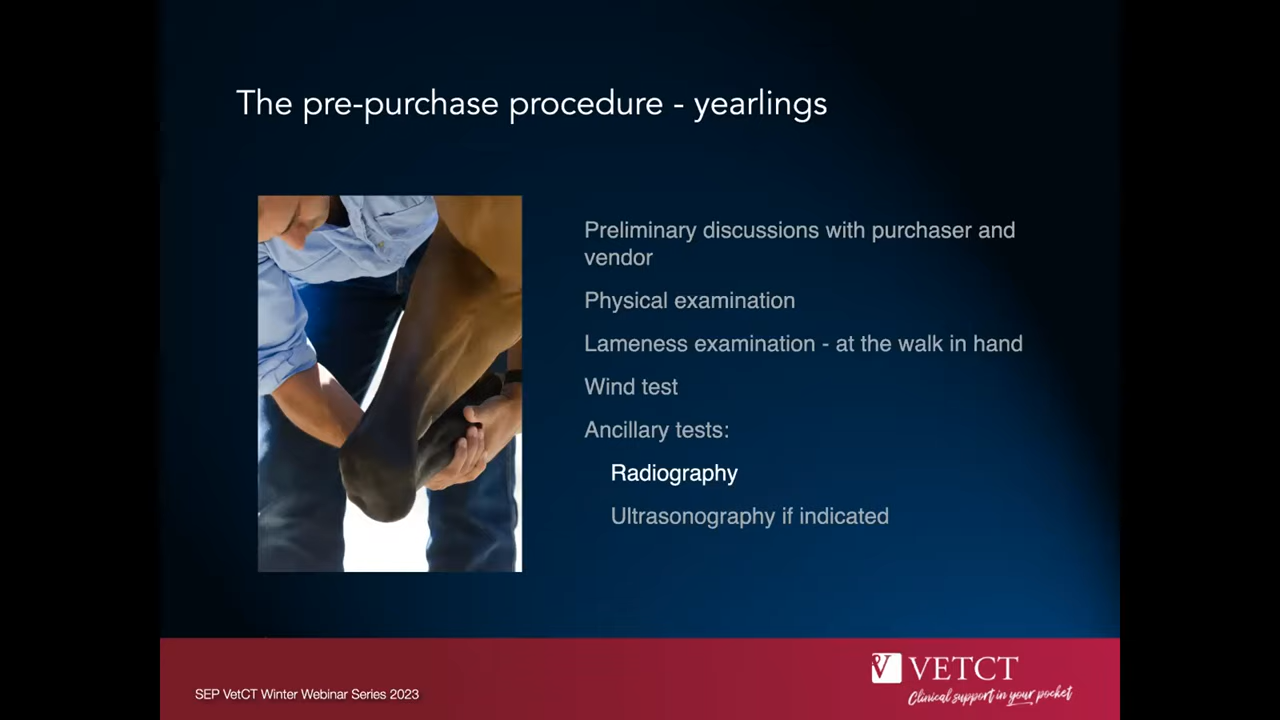 The pre-purchase procedure - yearlings
Preliminary discussions with purchaser and
vendor
Physical examination
Lameness examination - at the walk in hand
Wind test
Ancillary tests:
Radiography
Ultrasonography if indicated
SEP VetCT Winter Webinar Series 2023
VETCT
Clinical support in your pocket